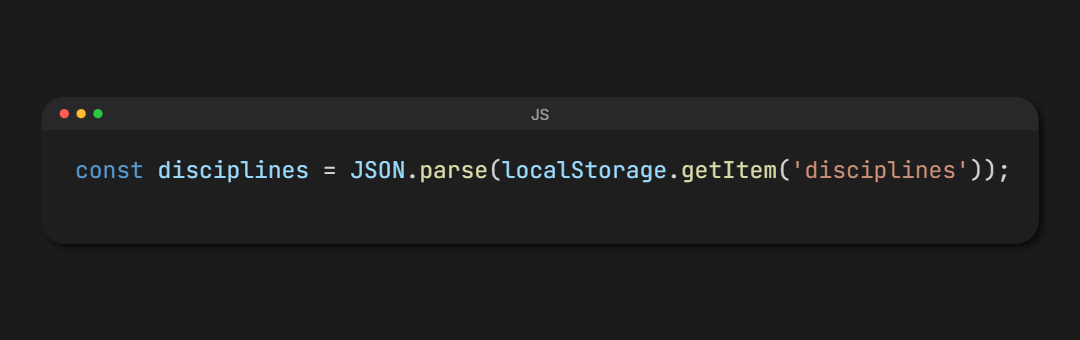 JS
const disciplines = JSON.parse(localStorage.getItem('disciplines'));